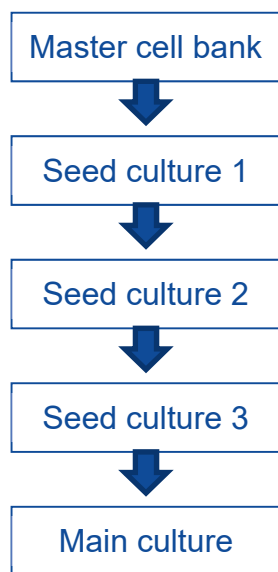 Master cell bank
Seed culture 1
Seed culture 2
Seed culture 3
Main culture